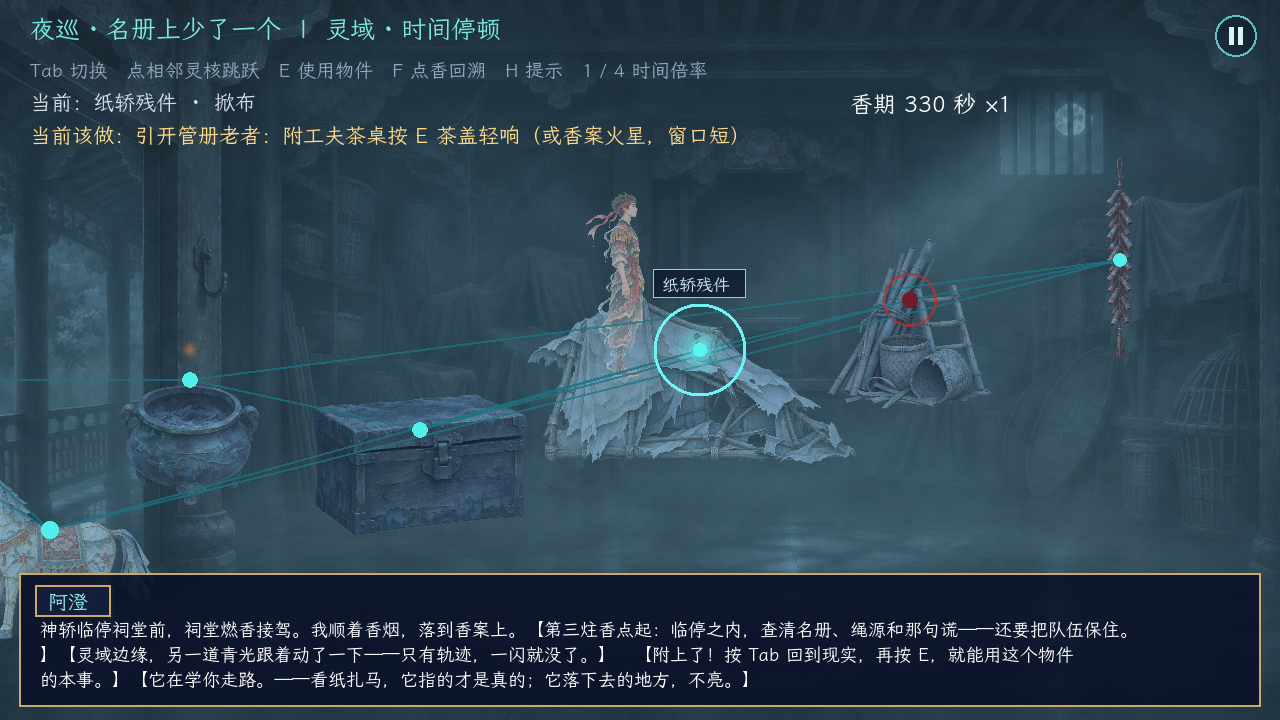 夜巡·名册上少了一个 | 灵域·时间停顿
Tab 切换 点相邻灵核跳跃 E 使用物件 F 点香回溯 H 提示 1 / 4 时间倍率
当前：纸轿残件 · 掀布
香期 330 秒 ×1
当前该做：引开管册老者：附工夫茶桌按 E 茶盖轻响（或香案火星，窗口短）
纸轿残件
阿澄
神轿临停祠堂前，祠堂燃香接驾。我顺着香烟，落到香案上。【第三炷香点起：临停之内，查清名册、绳源和那句谎——还要把队伍保住。
】【灵域边缘，另一道青光跟着动了一下——只有轨迹，一闪就没了。】 【附上了！按 Tab 回到现实，再按 E，就能用这个物件
的本事。】【它在学你走路。——看纸扎马，它指的才是真的；它落下去的地方，不亮。】